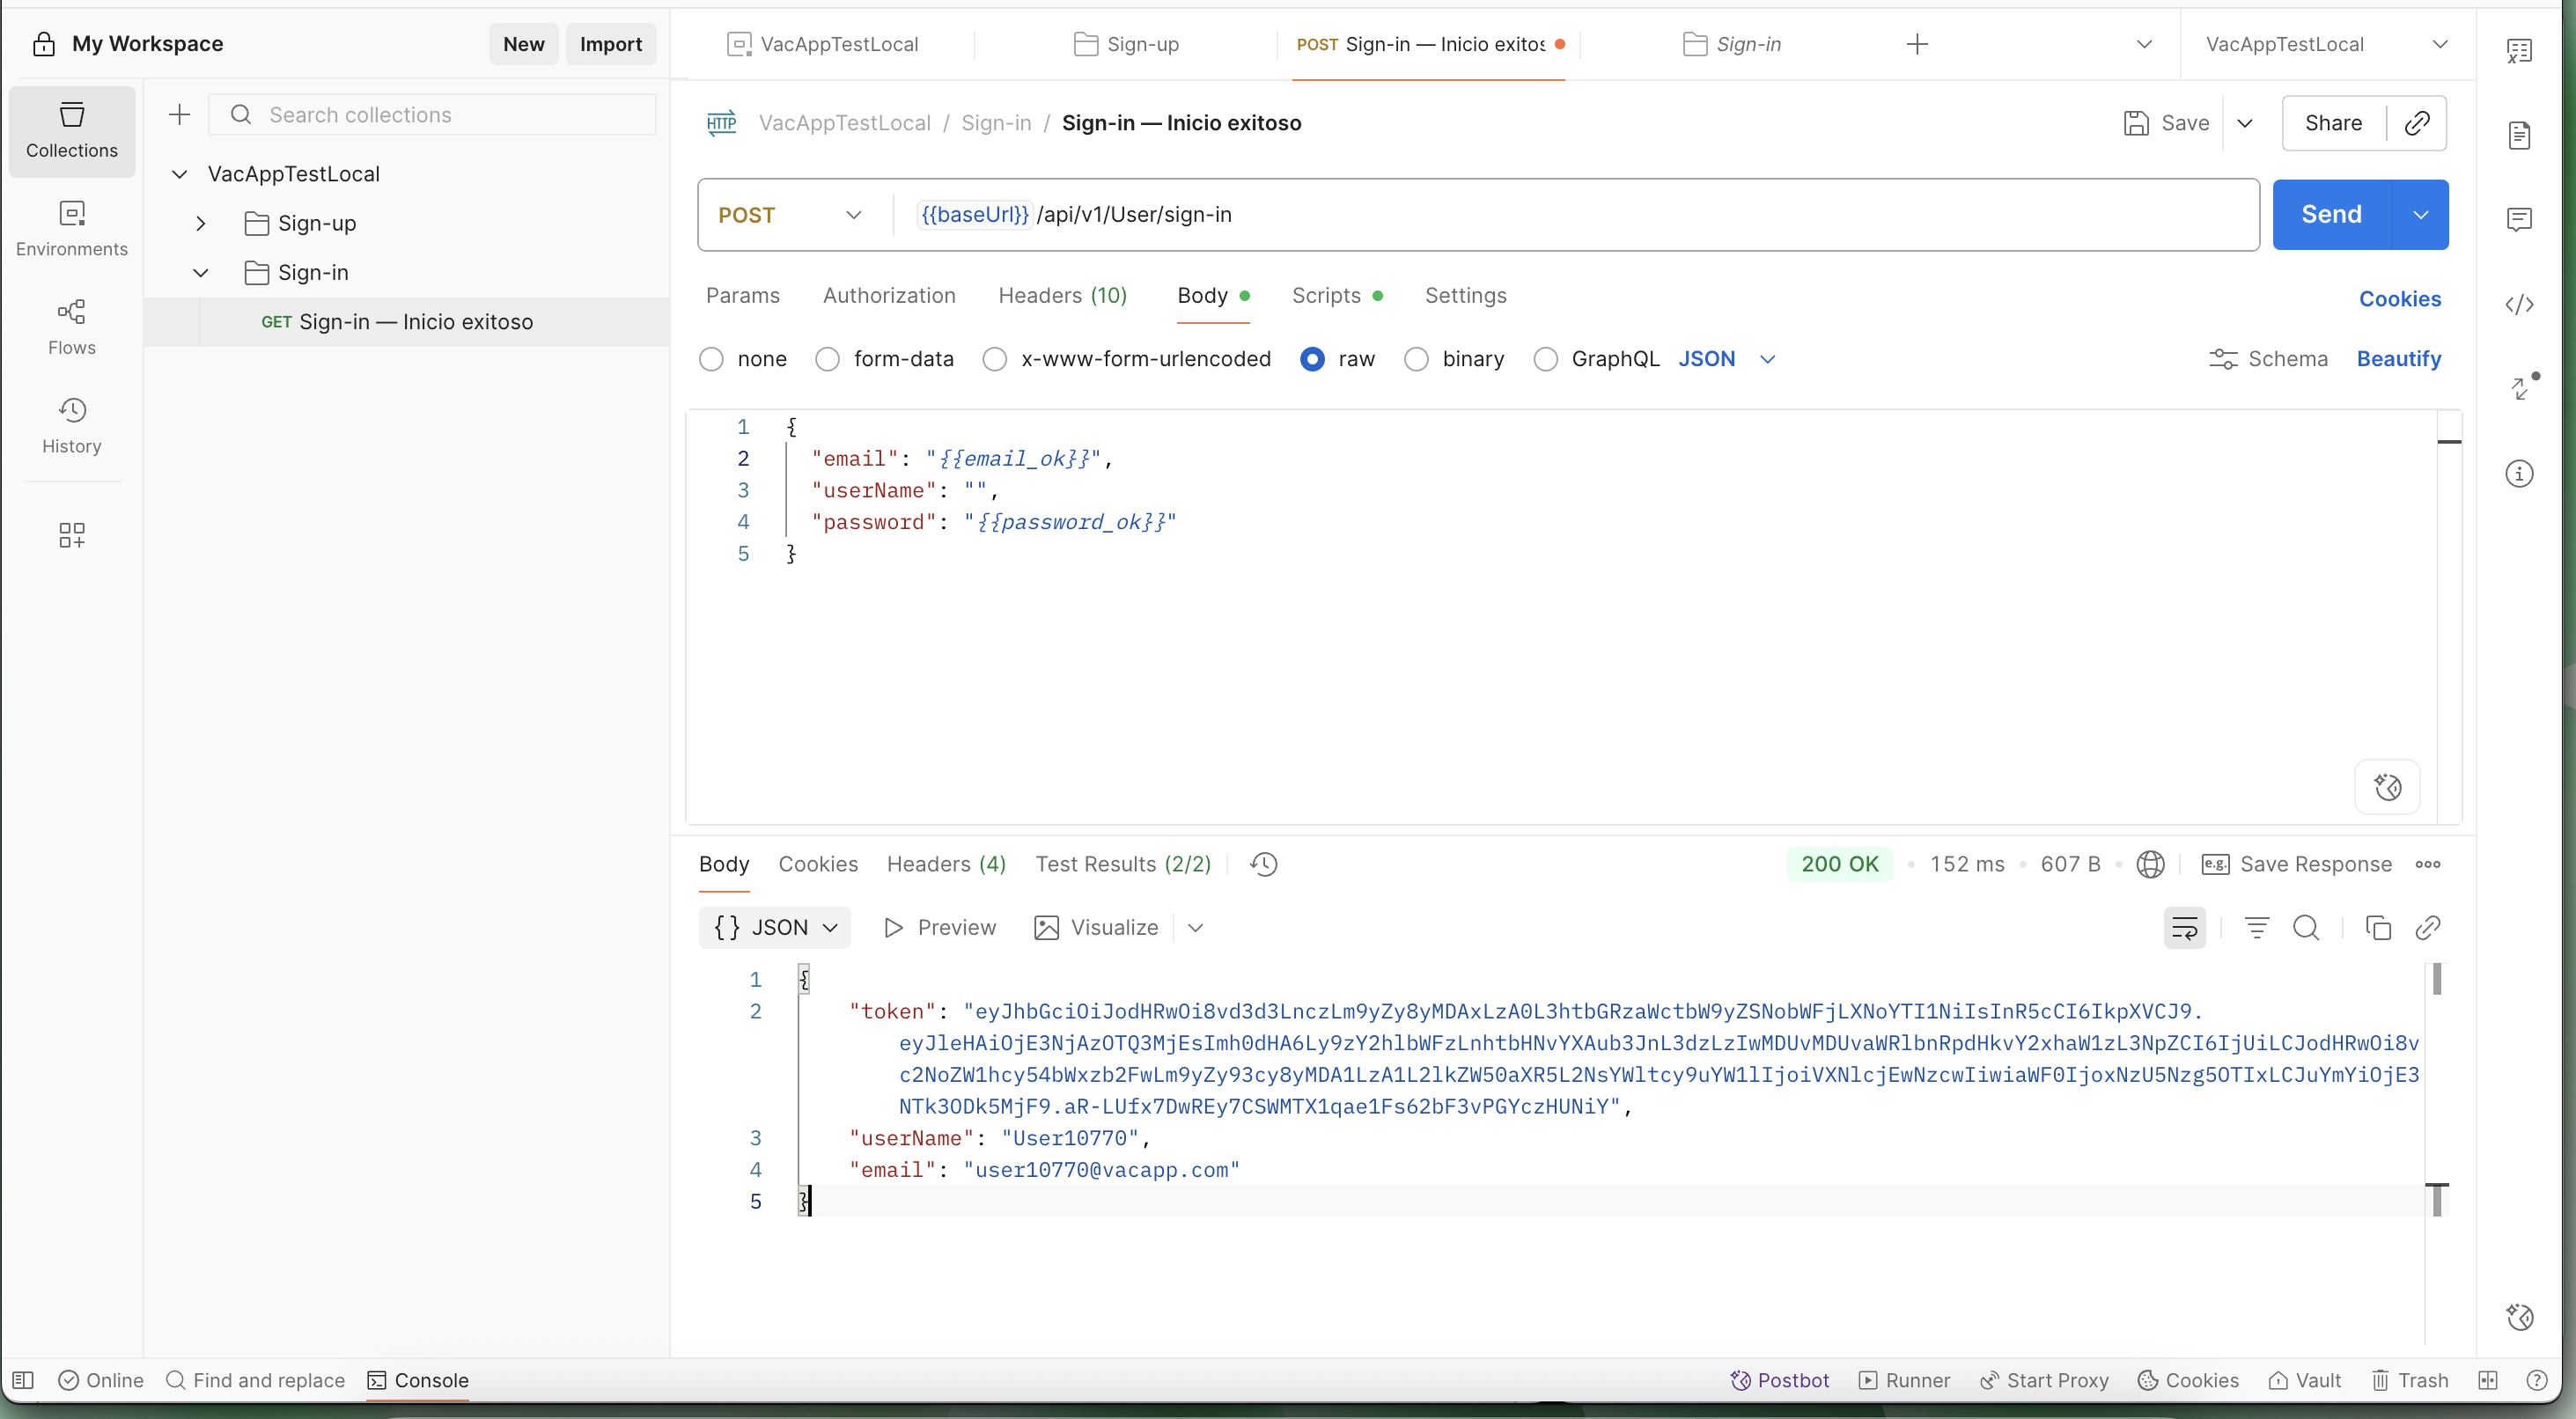 My Workspace
New
Import
VacAppTestLocal
Sign-up
POST Sign-in — Inicio exitos
Sign-in
VacAppTestLocal
Collections
Environments
Flows
History
Search collections
VacAppTestLocal
Sign-up
Sign-in
GET Sign-in — Inicio exitoso
HTTP VacAppTestLocal / Sign-in / Sign-in — Inicio exitoso
Save
Share
POST {{baseUrl}} /api/v1/User/sign-in
Send
Params Authorization Headers (10) Body Scripts Settings
Cookies
none form-data x-www-form-urlencoded raw binary GraphQL JSON
Schema Beautify
1 {
2 "email": "{{email_ok}}",
3 "userName": "",
4 "password": "{{password_ok}}"
5 }
Body Cookies Headers (4) Test Results (2/2)
200 OK 152 ms 607 B e.g. Save Response
{} JSON Preview Visualize
1 {
2 "token": "eyJhbGciOiJodHRwOi8vd3d3LnczLm9yZy8yMDAxLzA0L3htbGRzaWctbW9yZSNobWFjLXNoYTI1NiIsInR5cCI6IkpXVCJ9.
eyJleHAiOjE3NjAzOTQ3MjEsImh0dHA6Ly9zY2hlbWFzLnhtbHNvYXAub3JnL3dzLzIwMDUvMDUvaWRlbnRpdHkvY2xhaW1zL3NpZCI6IjUiLCJodHRwOi8v
c2NoZW1hcy54bWxzb2FwLm9yZy93cy8yMDA1LzA1L2lkZW50aXR5L2NsYWltcy9uYW1lIjoiVXNlcjEwNzcwIiwiaWF0IjoxNzU5Nzg5OTIxLCJuYmYiOjE3
NTk3ODk5MjF9.aR-LUfx7DwREy7CSWMTX1qae1Fs62bF3vPGYczHUNiY",
3 "userName": "User10770",
4 "email": "user10770@vacapp.com"
5 }
Online Find and replace Console
Postbot Runner Start Proxy Cookies Vault Trash